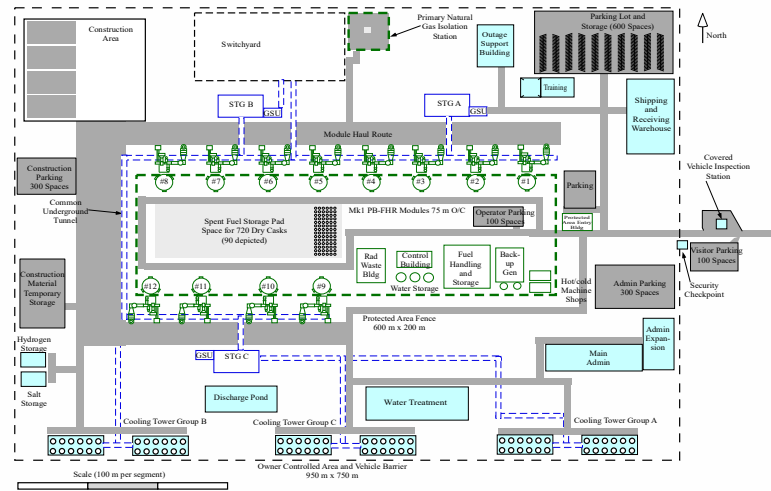 Construction
Area
Switchyard
Primary Natural
Gas Isolation
Station
Outage
Support
Building
Parking Lot and
Storage (600 Spaces)
North
Training
Shipping
and
Receiving
Warehouse
STG B
GSU
STG A
GSU
Module Haul Route
Construction
Parking
300 Spaces
#8
#7
#6
#5
#4
#3
#2
#1
Parking
Covered
Vehicle Inspection
Station
Common
Underground
Tunnel
Mk1 PB-FHR Modules 75 m O/C
Spent Fuel Storage Pad
Space for 720 Dry Casks
(90 depicted)
Operator Parking
100 Spaces
Protected Area Entry
Bldg
Visitor Parking
100 Spaces
Security
Checkpoint
Rad
Waste
Bldg
Control
Building
Water Storage
Fuel
Handling
and
Storage
Back-
up
Gen
Hot/cold
Machine
Shops
Admin Parking
300 Spaces
Construction
Material
Temporary
Storage
#12
#11
#10
#9
Protected Area Fence
600 m x 200 m
Hydrogen
Storage
Salt
Storage
GSU
STG C
Admin
Expan-
sion
Main
Admin
Discharge Pond
Water Treatment
Cooling Tower Group B
Cooling Tower Group C
Cooling Tower Group A
Owner Controlled Area and Vehicle Barrier
950 m x 750 m
Scale (100 m per segment)